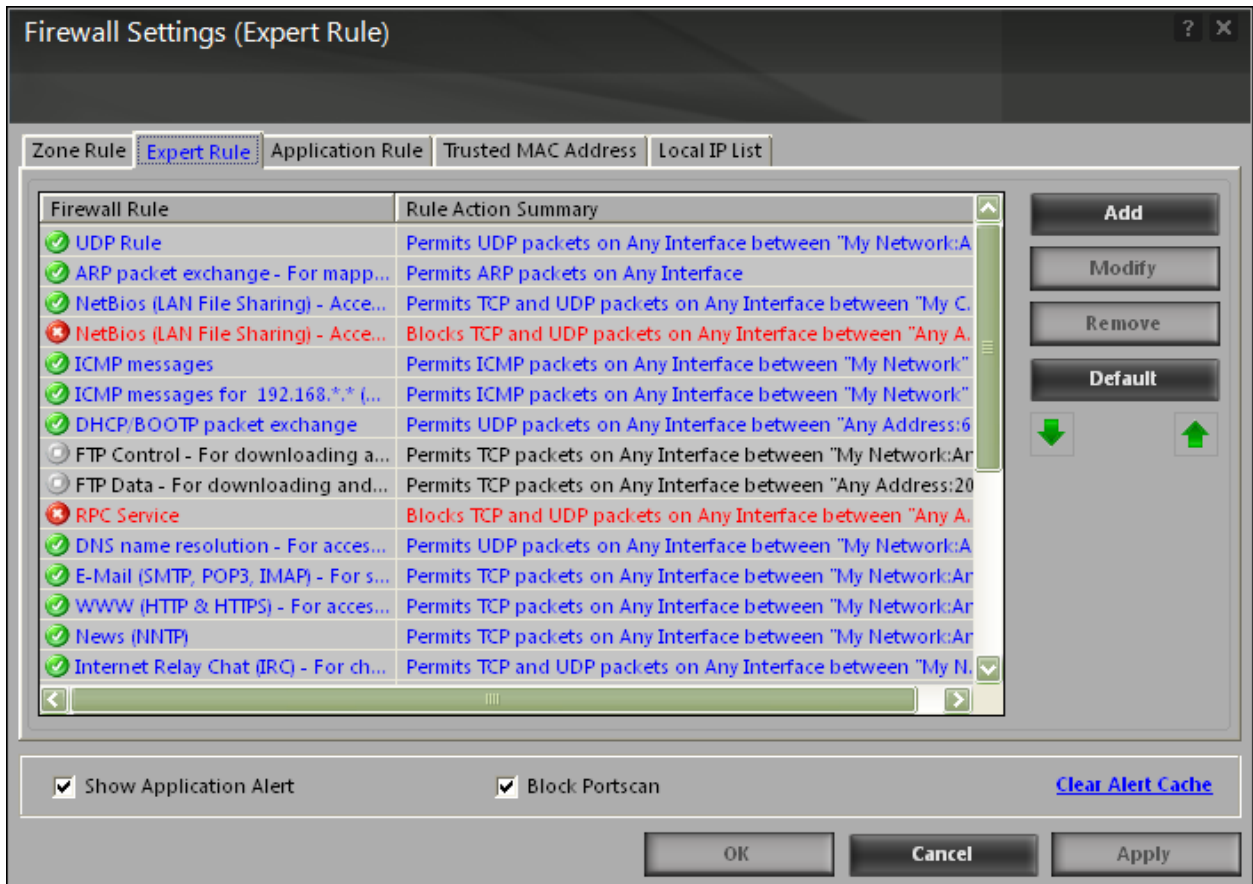 Firewall Settings (Expert Rule)
? X
Zone Rule Expert Rule Application Rule Trusted MAC Address Local IP List
Firewall Rule Rule Action Summary
UDP Rule Permits UDP packets on Any Interface between "My Network:A
ARP packet exchange - For mapp... Permits ARP packets on Any Interface
NetBios (LAN File Sharing) - Acce... Permits TCP and UDP packets on Any Interface between "My C.
NetBios (LAN File Sharing) - Acce... Blocks TCP and UDP packets on Any Interface between "Any A.
ICMP messages Permits ICMP packets on Any Interface between "My Network"
ICMP messages for 192.168.*.* (... Permits ICMP packets on Any Interface between "My Network"
DHCP/BOOTP packet exchange Permits UDP packets on Any Interface between "Any Address:6
FTP Control - For downloading a... Permits TCP packets on Any Interface between "My Network:Ar
FTP Data - For downloading and... Permits TCP packets on Any Interface between "Any Address:20
RPC Service Blocks TCP and UDP packets on Any Interface between "Any A.
DNS name resolution - For acces... Permits UDP packets on Any Interface between "My Network:A
E-Mail (SMTP, POP3, IMAP) - For s... Permits TCP packets on Any Interface between "My Network:Ar
WWW (HTTP & HTTPS) - For acces... Permits TCP packets on Any Interface between "My Network:Ar
News (NNTP) Permits TCP packets on Any Interface between "My Network:Ar
Internet Relay Chat (IRC) - For ch... Permits TCP and UDP packets on Any Interface between "My N.
Add
Modify
Remove
Default
Show Application Alert Block Portscan Clear Alert Cache
OK Cancel Apply